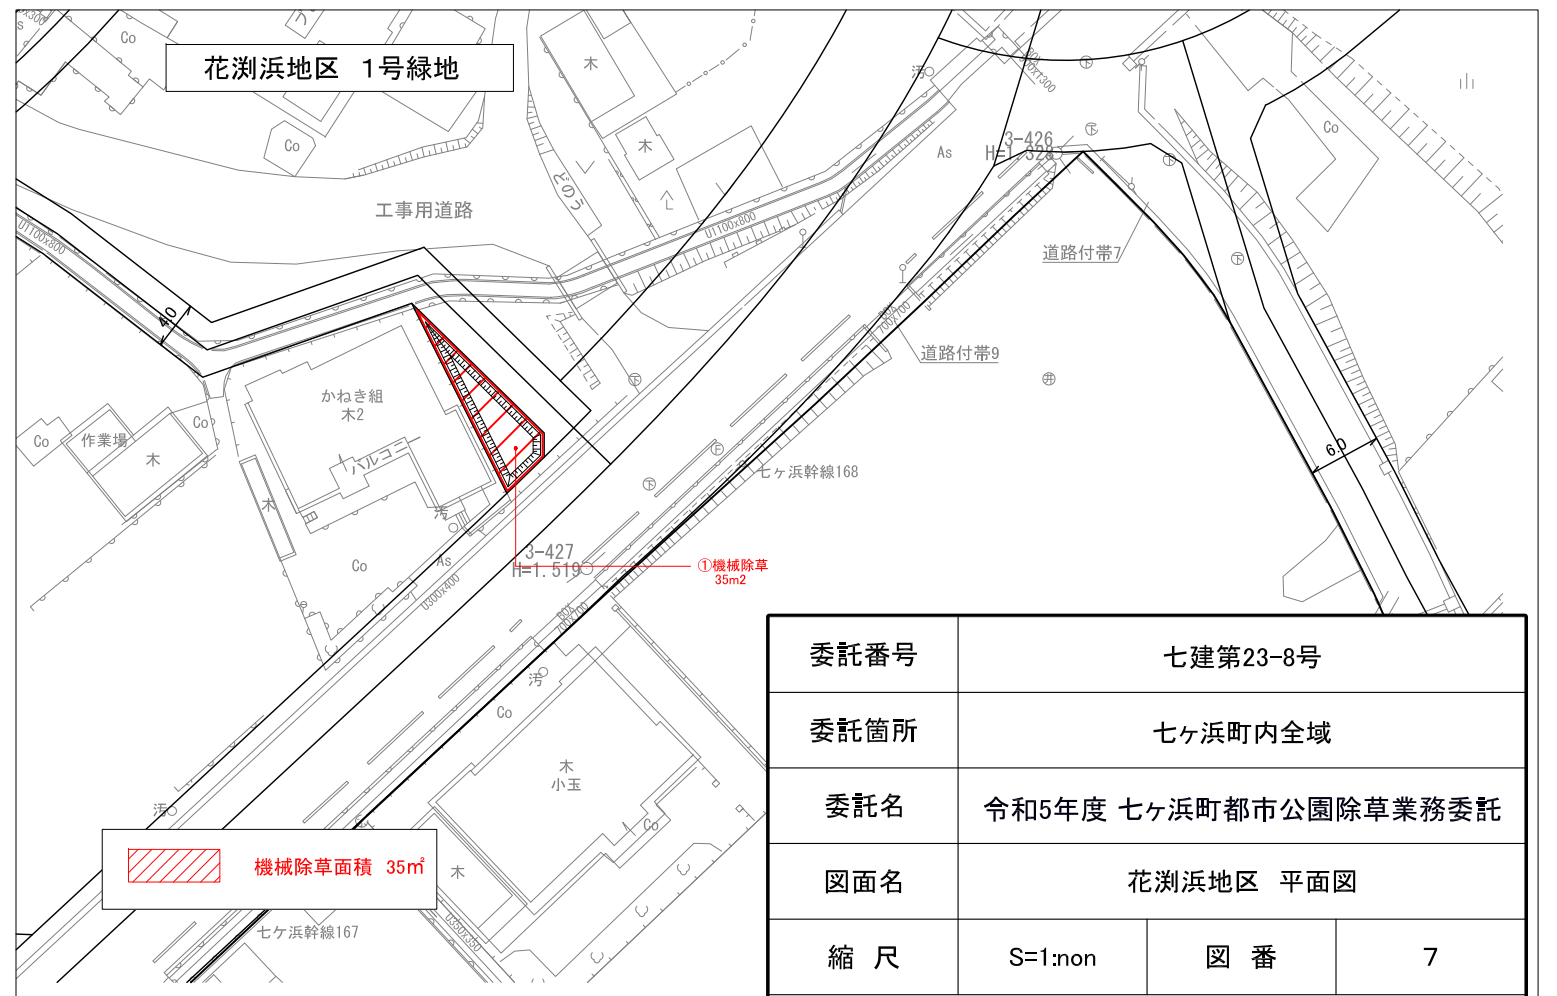 花渕浜地区 1号緑地
Co
木
汚
Co
木
As
3-426
H=1.328
Co
どのう
工事用道路
U1100x800
U1100x800
道路付帯7
4.0
BOX
700x700
道路付帯9
かねき組
木2
Co
作業場
木
Co
バルコニー
木
汚
七ヶ浜幹線168
6.0
3-427
H=1.519
①機械除草
35m2
Co
As
U300x400
BOX
700x700
汚
Co
木
小玉
汚
Co
木
機械除草面積 35㎡
U350x350
七ケ浜幹線167
委託番号 七建第23-8号
委託箇所 七ヶ浜町内全域
委託名 令和5年度 七ヶ浜町都市公園除草業務委託
図面名 花渕浜地区 平面図
縮 尺 S=1:non 図 番 7